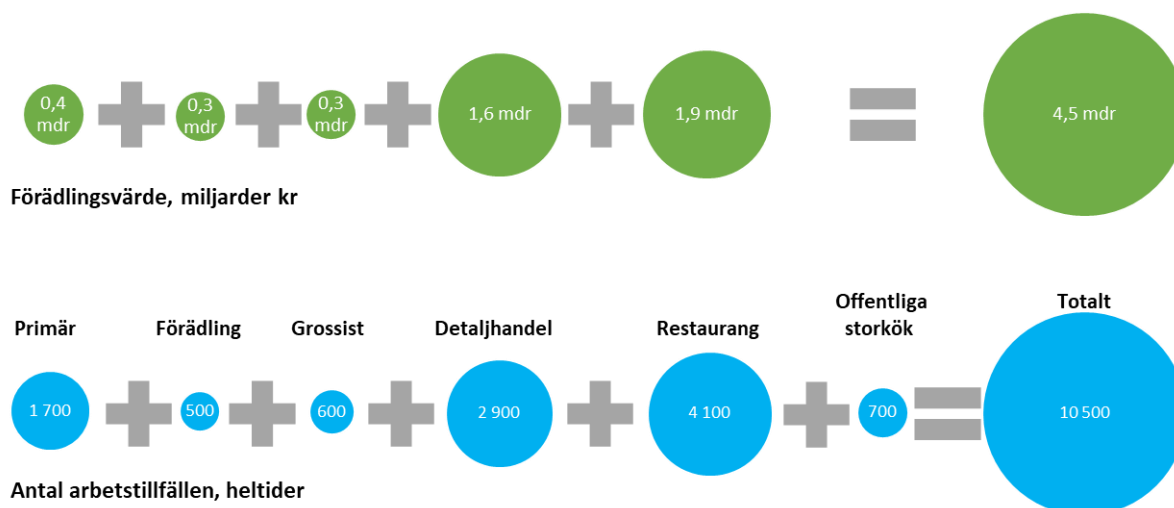 0,4
mdr
0,3
mdr
0,3
mdr
1,6 mdr
1,9 mdr
4,5 mdr
Förädlingsvärde, miljarder kr
Primär
Förädling
Grossist
Detaljhandel
Restaurang
Offentliga
storkök
Totalt
1 700
500
600
2 900
4 100
700
10 500
Antal arbetstillfällen, heltider